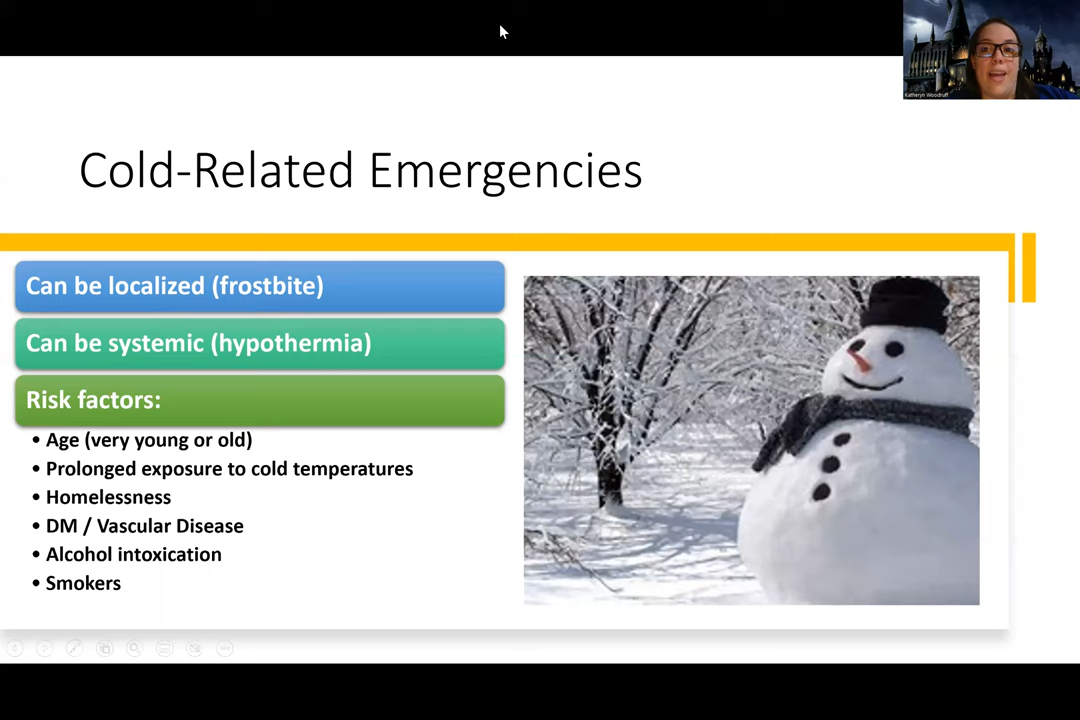 Katheryn Woodruff
Cold-Related Emergencies
Can be localized (frostbite)
Can be systemic (hypothermia)
Risk factors:
• Age (very young or old)
• Prolonged exposure to cold temperatures
• Homelessness
• DM / Vascular Disease
• Alcohol intoxication
• Smokers